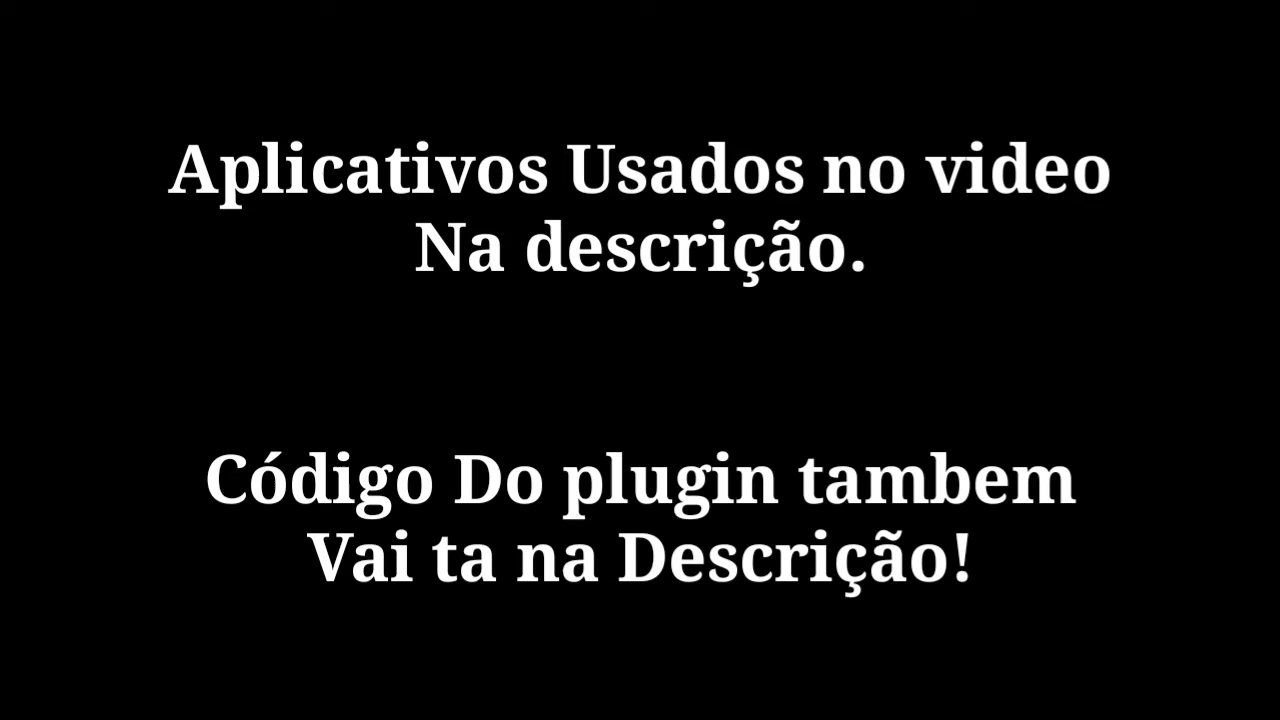 Aplicativos Usados no video
Na descrição.
Código Do plugin tambem
Vai ta na Descrição!